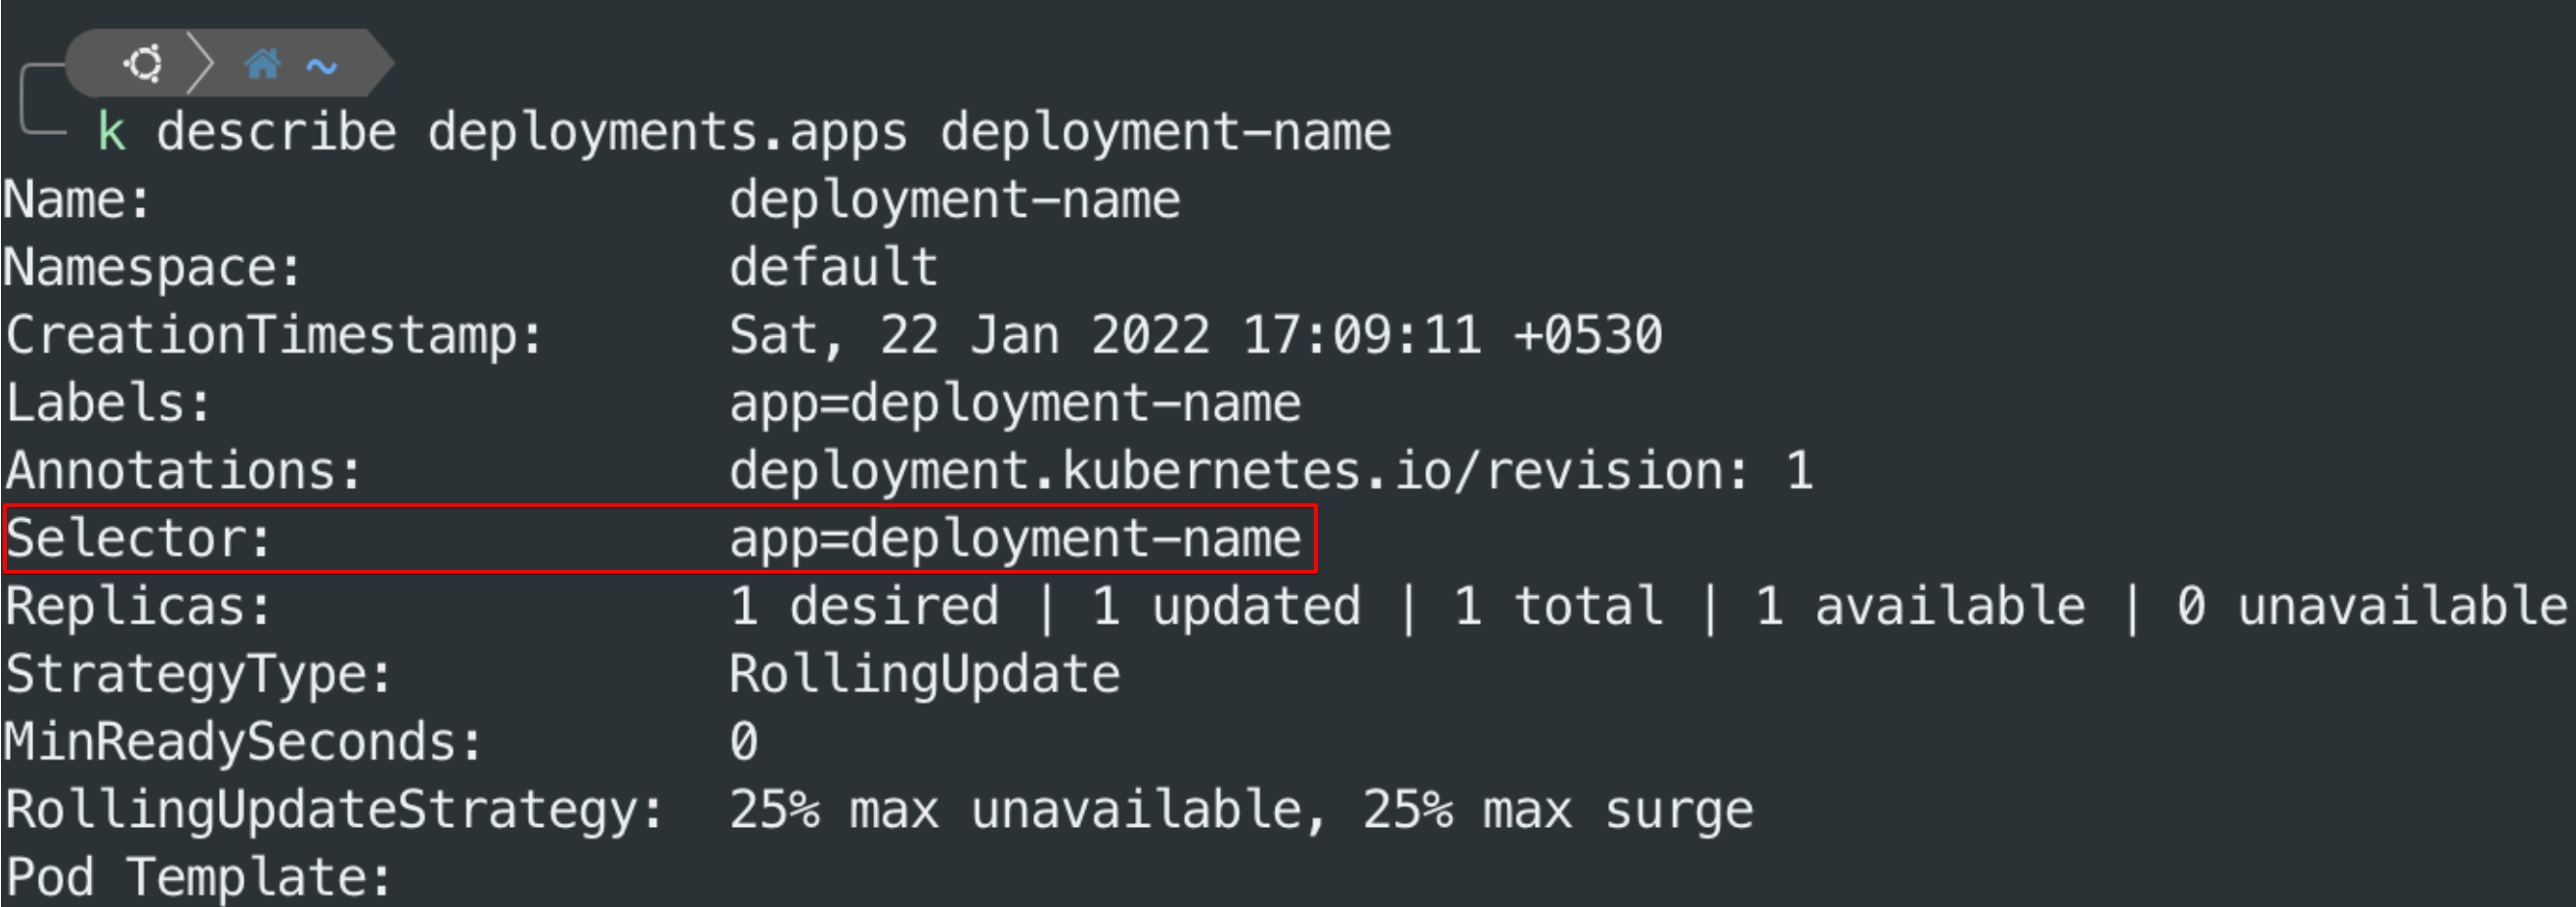 ~
k describe deployments.apps deployment-name
Name: deployment-name
Namespace: default
CreationTimestamp: Sat, 22 Jan 2022 17:09:11 +0530
Labels: app=deployment-name
Annotations: deployment.kubernetes.io/revision: 1
Selector: app=deployment-name
Replicas: 1 desired | 1 updated | 1 total | 1 available | 0 unavailable
StrategyType: RollingUpdate
MinReadySeconds: 0
RollingUpdateStrategy: 25% max unavailable, 25% max surge
Pod Template: